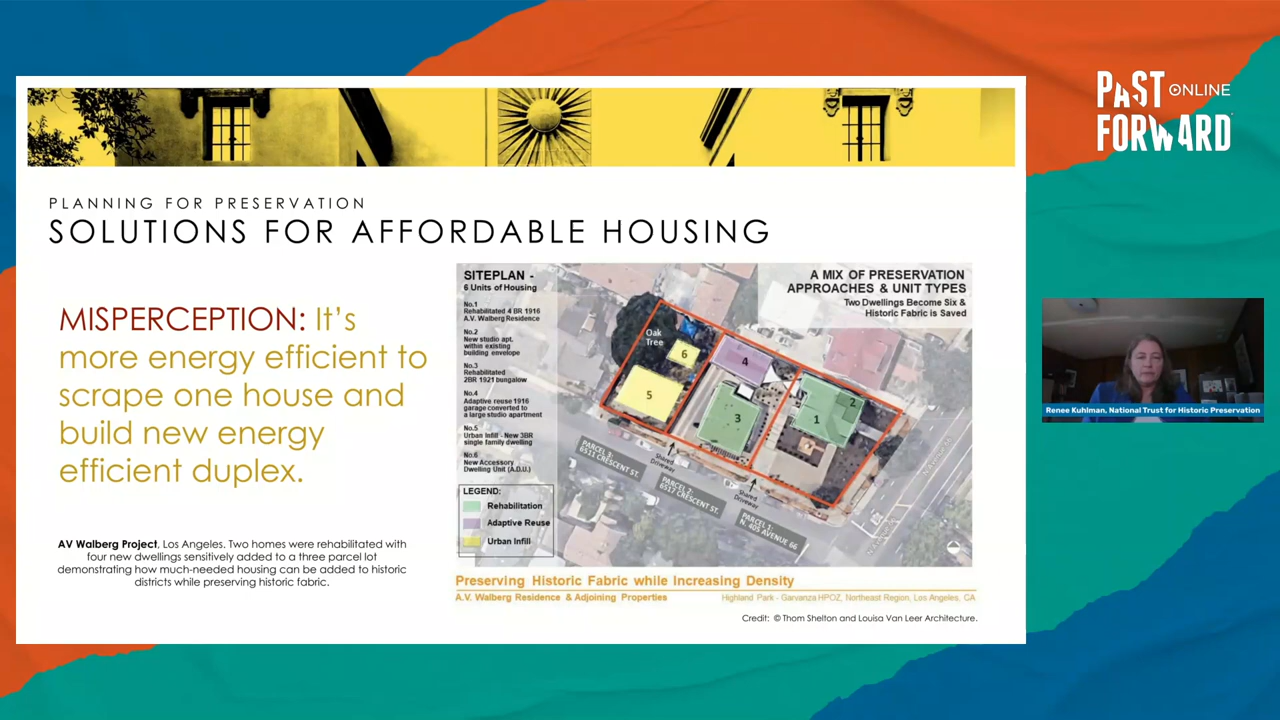 PAST ONLINE
FORWARD
PLANNING FOR PRESERVATION
SOLUTIONS FOR AFFORDABLE HOUSING
MISPERCEPTION: It's
more energy efficient to
scrape one house and
build new energy
efficient duplex.
AV Walberg Project, Los Angeles. Two homes were rehabilitated with
four new dwellings sensitively added to a three parcel lot
demonstrating how much-needed housing can be added to historic
districts while preserving historic fabric.
SITEPLAN -
6 Units of Housing
No.1
Rehabilitated 4 BR 1916
A.V. Walberg Residence
No.2
New studio apt.
within existing
building envelope
No.3
Rehabilitated
2BR 1921 bungalow
No.4
Adaptive reuse 1916
garage converted to
a large studio apartment
No.5
Urban Infill - New 3BR
single family dwelling
No.6
New Accessory
Dwelling Unit (A.D.U.)
LEGEND:
Rehabilitation
Adaptive Reuse
Urban Infill
A MIX OF PRESERVATION
APPROACHES & UNIT TYPES
Two Dwellings Become Six &
Historic Fabric is Saved
Oak
Tree
6
5
4
3
2
1
Shared
Driveway
Shared
Driveway
PARCEL 3:
6511 CRESCENT ST.
PARCEL 2:
6517 CRESCENT ST.
PARCEL 1:
N. 405 AVENUE 66
N Avenue 66
Preserving Historic Fabric while Increasing Density
A.V. Walberg Residence & Adjoining Properties
Highland Park - Garvanza HPOZ, Northeast Region, Los Angeles, CA
Credit: © Thom Shelton and Louisa Van Leer Architecture.
Renee Kuhlman, National Trust for Historic Preservation